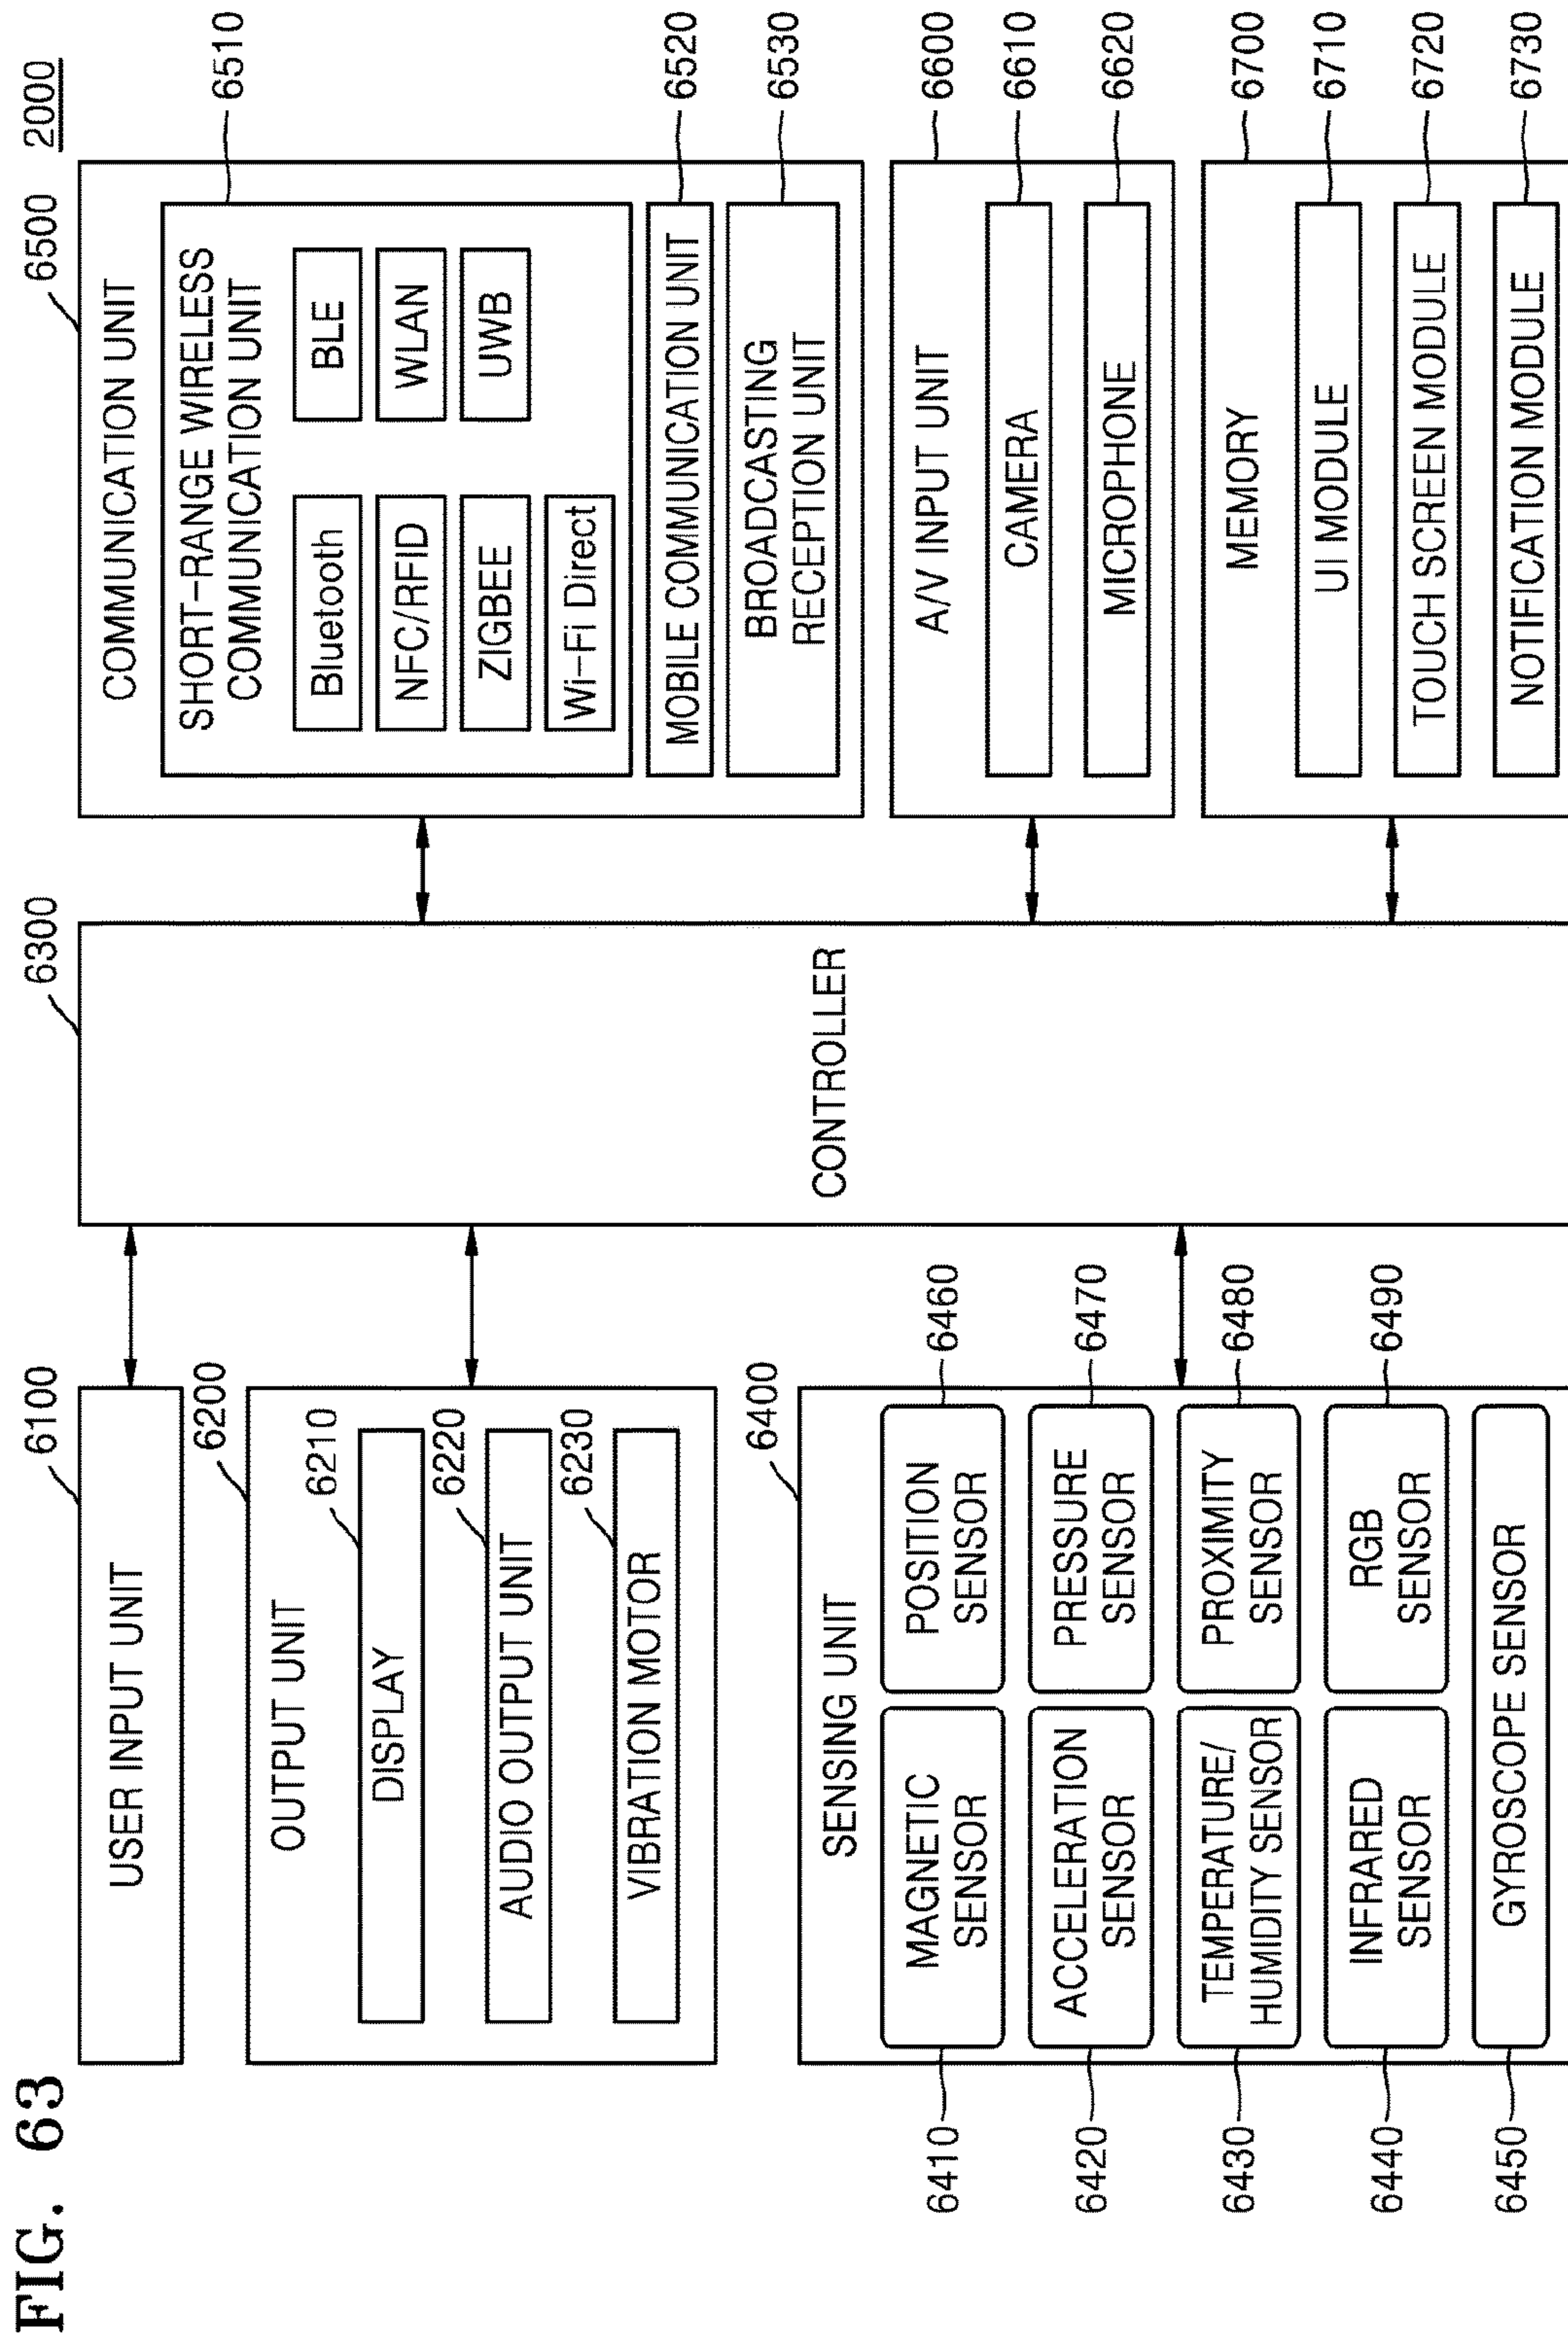 FIG. 63
2000
6100
USER INPUT UNIT
6200
OUTPUT UNIT
6210
DISPLAY
6220
AUDIO OUTPUT UNIT
6230
VIBRATION MOTOR
6400
SENSING UNIT
6410
MAGNETIC
SENSOR
POSITION
SENSOR
6460
6420
ACCELERATION
SENSOR
PRESSURE
SENSOR
6470
6430
TEMPERATURE/
HUMIDITY SENSOR
PROXIMITY
SENSOR
6480
6440
INFRARED
SENSOR
RGB
SENSOR
6490
6450
GYROSCOPE SENSOR
6300
CONTROLLER
6500
COMMUNICATION UNIT
SHORT-RANGE WIRELESS
COMMUNICATION UNIT
6510
Bluetooth
BLE
NFC/RFID
WLAN
ZIGBEE
UWB
Wi-Fi Direct
MOBILE COMMUNICATION UNIT
6520
BROADCASTING
RECEPTION UNIT
6530
A/V INPUT UNIT
6600
CAMERA
6610
MICROPHONE
6620
MEMORY
6700
UI MODULE
6710
TOUCH SCREEN MODULE
6720
NOTIFICATION MODULE
6730